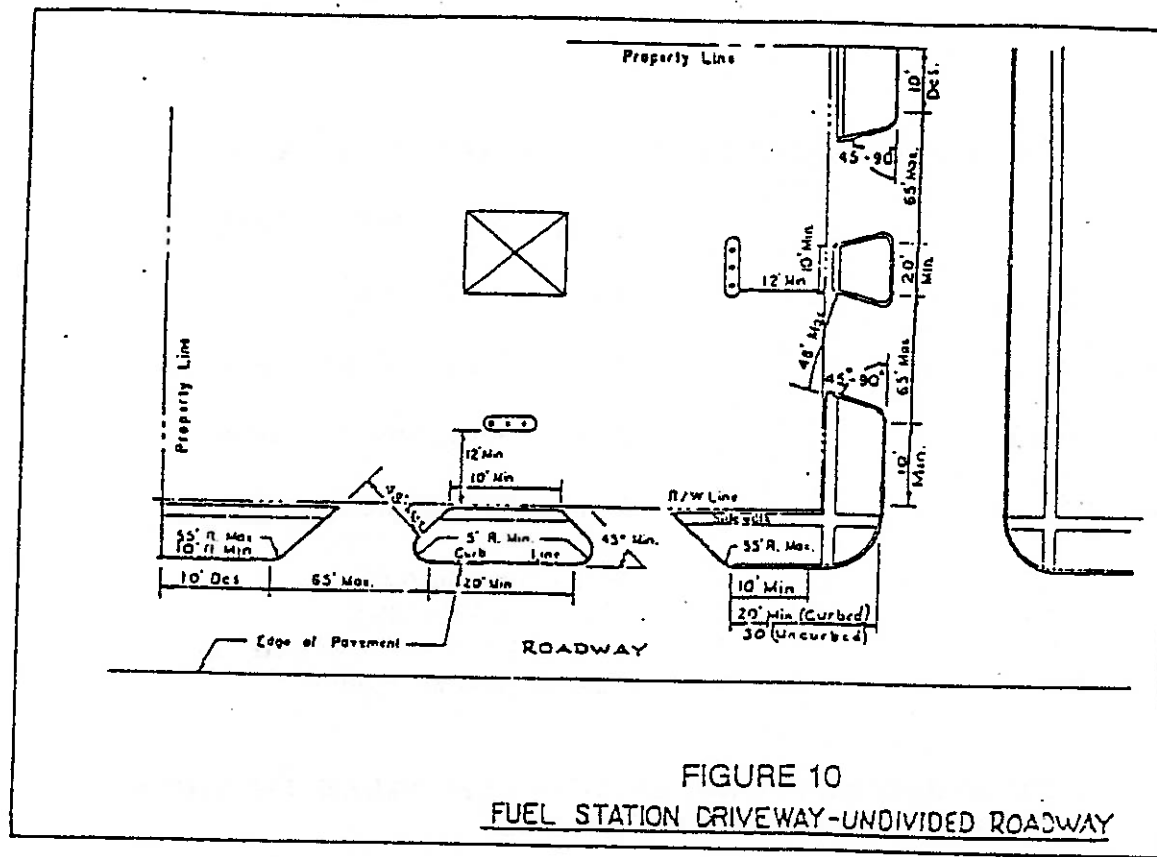 Property Line
10' Des.
45°-90°
65' Max.
10' Min.
20' Min.
12' Min
48' Max
65' Max
45°-90°
Property Line
12' Min
10' Min
10' Min.
R/W Line
Sidewalk
55' R. Max
10' R. Min
5' R. Min.
45° Min.
55' R. Max.
Curb Line
10' Des
65' Max.
20' Min
10' Min
20' Min (Curbed)
30' (Uncurbed)
Edge of Pavement
ROADWAY
FIGURE 10
FUEL STATION DRIVEWAY-UNDIVIDED ROADWAY